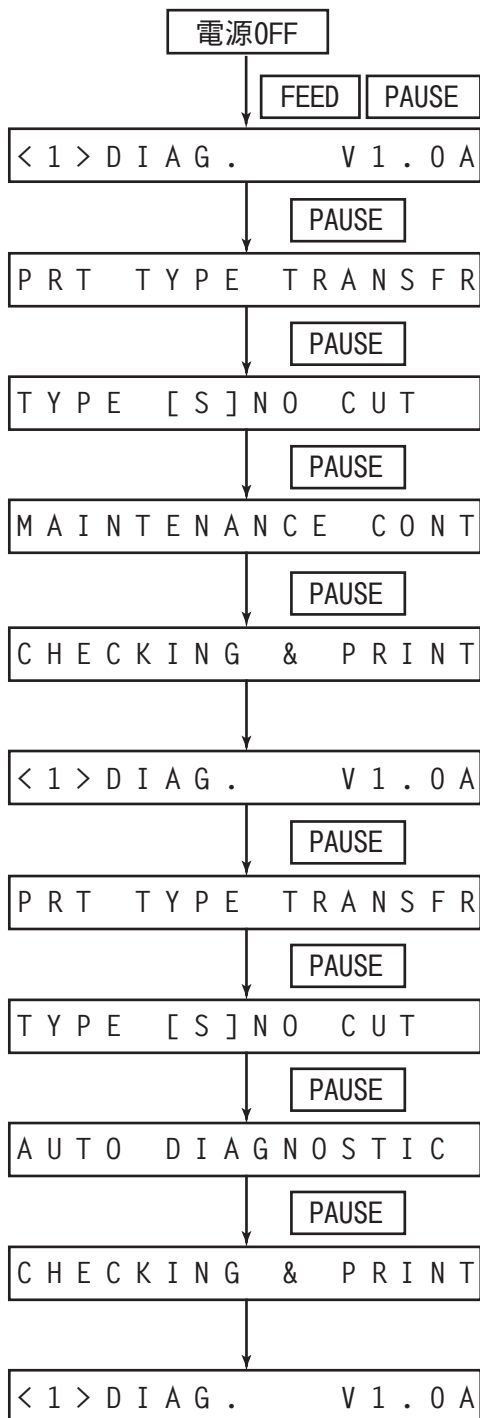 電源OFF
FEED PAUSE
<1>DIAG. V1.0A
PAUSE
PRT TYPE TRANSFR
PAUSE
TYPE [S]NO CUT
PAUSE
MAINTENANCE CONT
PAUSE
CHECKING & PRINT
<1>DIAG. V1.0A
PAUSE
PRT TYPE TRANSFR
PAUSE
TYPE [S]NO CUT
PAUSE
AUTO DIAGNOSTIC
PAUSE
CHECKING & PRINT
<1>DIAG. V1.0A